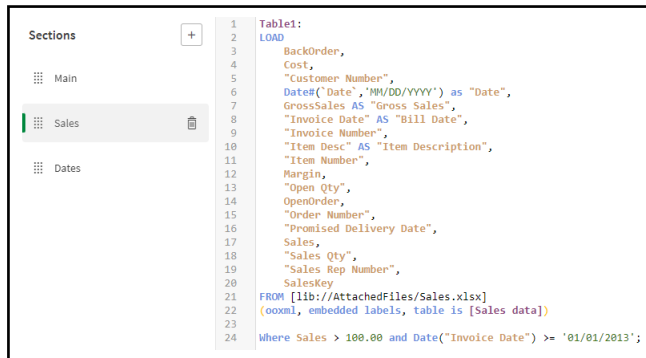 Sections
+
Main
Sales
Dates
1 Table1:
2 LOAD
3 BackOrder,
4 Cost,
5 "Customer Number",
6 Date#(`Date`,'MM/DD/YYYY') as "Date",
7 GrossSales AS "Gross Sales",
8 "Invoice Date" AS "Bill Date",
9 "Invoice Number",
10 "Item Desc" AS "Item Description",
11 "Item Number",
12 Margin,
13 "Open Qty",
14 OpenOrder,
15 "Order Number",
16 "Promised Delivery Date",
17 Sales,
18 "Sales Qty",
19 "Sales Rep Number",
20 SalesKey
21 FROM [lib://AttachedFiles/Sales.xlsx]
22 (ooxml, embedded labels, table is [Sales data])
23
24 Where Sales > 100.00 and Date("Invoice Date") >= '01/01/2013';